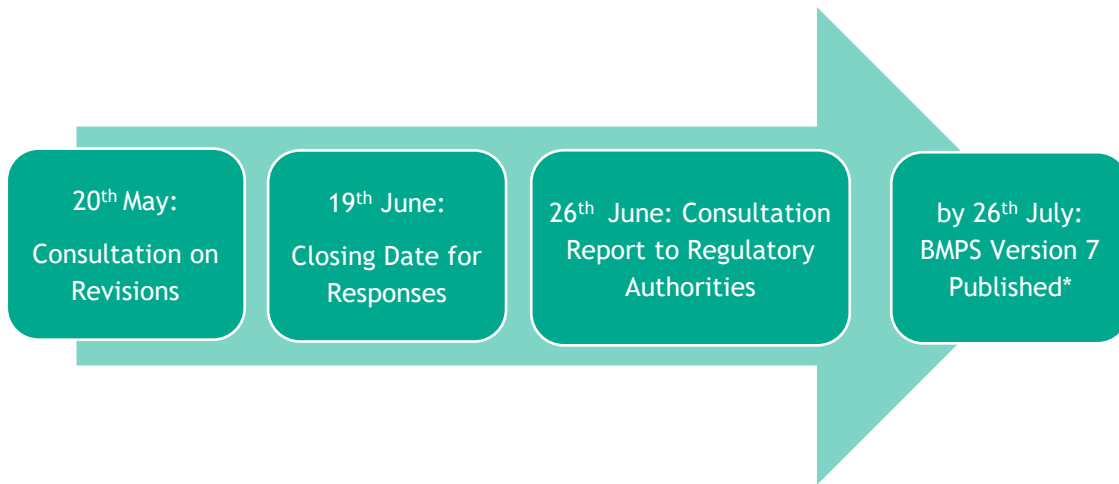 20th May:
Consultation on
Revisions
19th June:
Closing Date for
Responses
26th June: Consultation
Report to Regulatory
Authorities
by 26th July:
BMPS Version 7
Published*